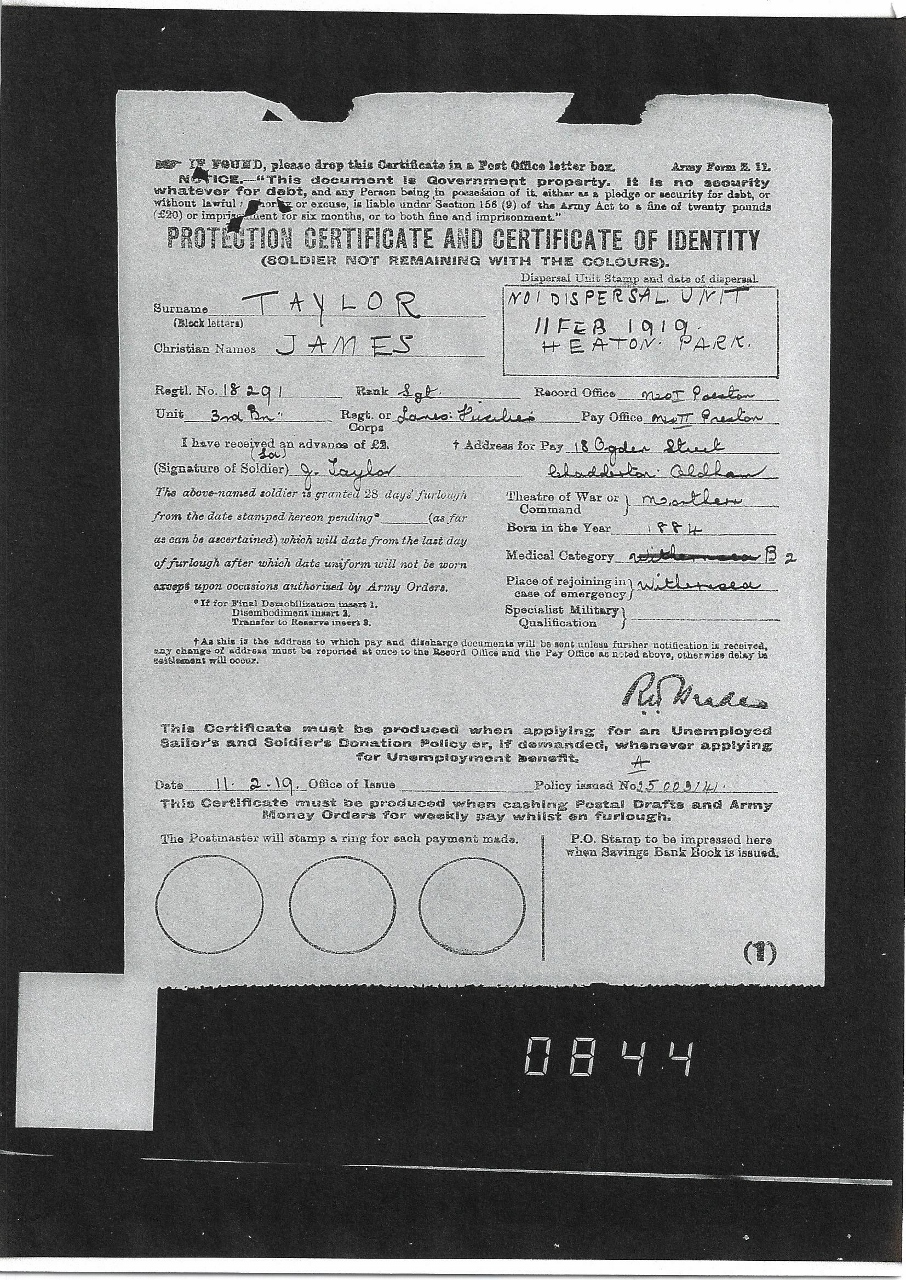 IF FOUND, please drop this Certificate in a Post Office letter box. Army Form Z. 11.
NOTICE.—"This document is Government property. It is no security
whatever for debt, and any Person being in possession of it either as a pledge or security for debt, or
without lawful authority or excuse, is liable under Section 156 (9) of the Army Act to a fine of twenty pounds
(£20) or imprisonment for six months, or to both fine and imprisonment."
PROTECTION CERTIFICATE AND CERTIFICATE OF IDENTITY
(SOLDIER NOT REMAINING WITH THE COLOURS).
Dispersal Unit Stamp and date of dispersal
NO 1 DISPERSAL UNIT
11 FEB 1919.
HEATON PARK.
Surname TAYLOR
(Block letters)
Christian Names JAMES
Regtl. No. 18291 Rank Sgt. Record Office No I Preston
Unit 3rd Bn Regt. or Corps Lancs: Fusiliers Pay Office No II Preston
I have received an advance of £2. † Address for Pay 18 Ogden Street
(Signature of Soldier) J. Taylor Chadderton Oldham
The above-named soldier is granted 28 days' furlough
from the date stamped hereon pending* (as far
as can be ascertained) which will date from the last day
of furlough after which date uniform will not be worn
except upon occasions authorised by Army Orders.
*If for Final Demobilization insert 1.
Disembodiment insert 2.
Transfer to Reserve insert 3.
Theatre of War or Command } Northern
Born in the Year 1884
Medical Category B 2
Place of rejoining in case of emergency } Withernsea
Specialist Military Qualification }
†As this is the address to which pay and discharge documents will be sent unless further notification is received,
any change of address must be reported at once to the Record Office and the Pay Office as noted above, otherwise delay in
settlement will occur.
This Certificate must be produced when applying for an Unemployed
Sailor's and Soldier's Donation Policy or, if demanded, whenever applying
for Unemployment benefit.
A
Date 11. 2. 19. Office of Issue Policy issued No.
This Certificate must be produced when cashing Postal Drafts and Army
Money Orders for weekly pay whilst on furlough.
The Postmaster will stamp a ring for each payment made.
P.O. Stamp to be impressed here
when Savings Bank Book is issued.
(1)
0844